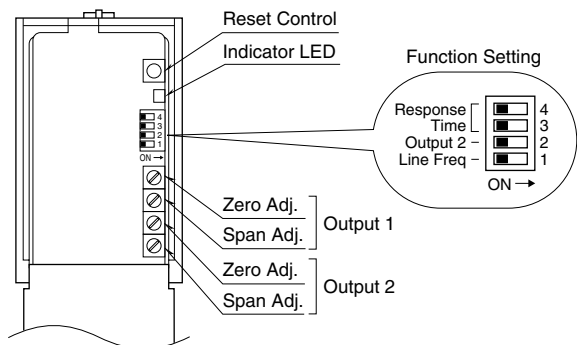 Reset Control
Indicator LED
4
3
2
1
ON →
Zero Adj.
Span Adj.
Output 1
Zero Adj.
Span Adj.
Output 2
Function Setting
Response Time
4
3
Output 2
2
Line Freq
1
ON →